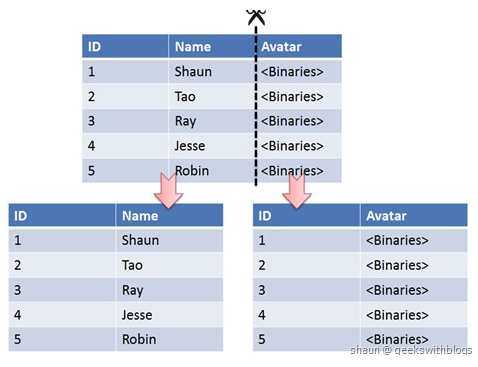 ID Name Avatar
1 Shaun <Binaries>
2 Tao <Binaries>
3 Ray <Binaries>
4 Jesse <Binaries>
5 Robin <Binaries>
ID Name
1 Shaun
2 Tao
3 Ray
4 Jesse
5 Robin
ID Avatar
1 <Binaries>
2 <Binaries>
3 <Binaries>
4 <Binaries>
5 <Binaries>
shaun @ geekswithblogs